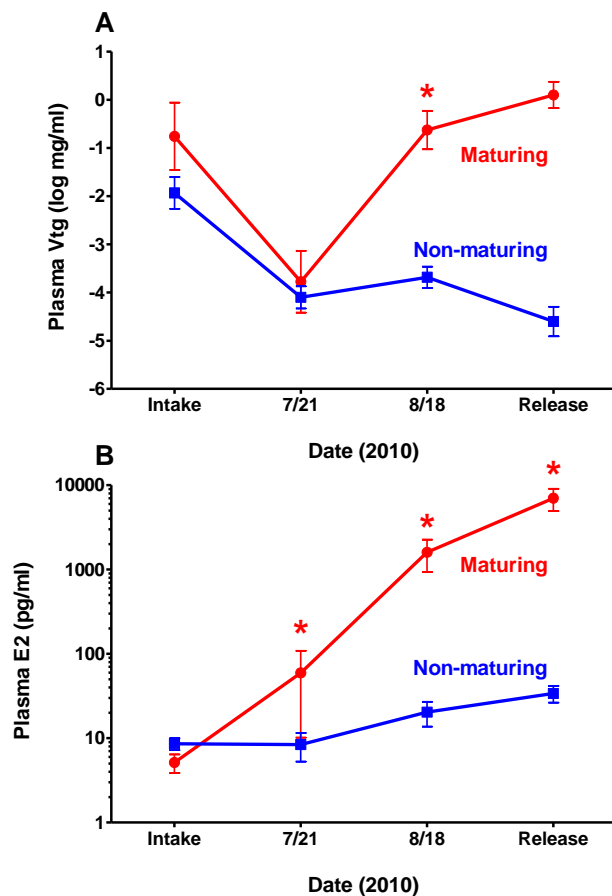 A
Plasma Vtg (log mg/ml)
1
0
-1
-2
-3
-4
-5
-6
*
Maturing
Non-maturing
Intake 7/21 8/18 Release
Date (2010)
B
Plasma E2 (pg/ml)
10000
1000
100
10
1
* * *
Maturing
Non-maturing
Intake 7/21 8/18 Release
Date (2010)